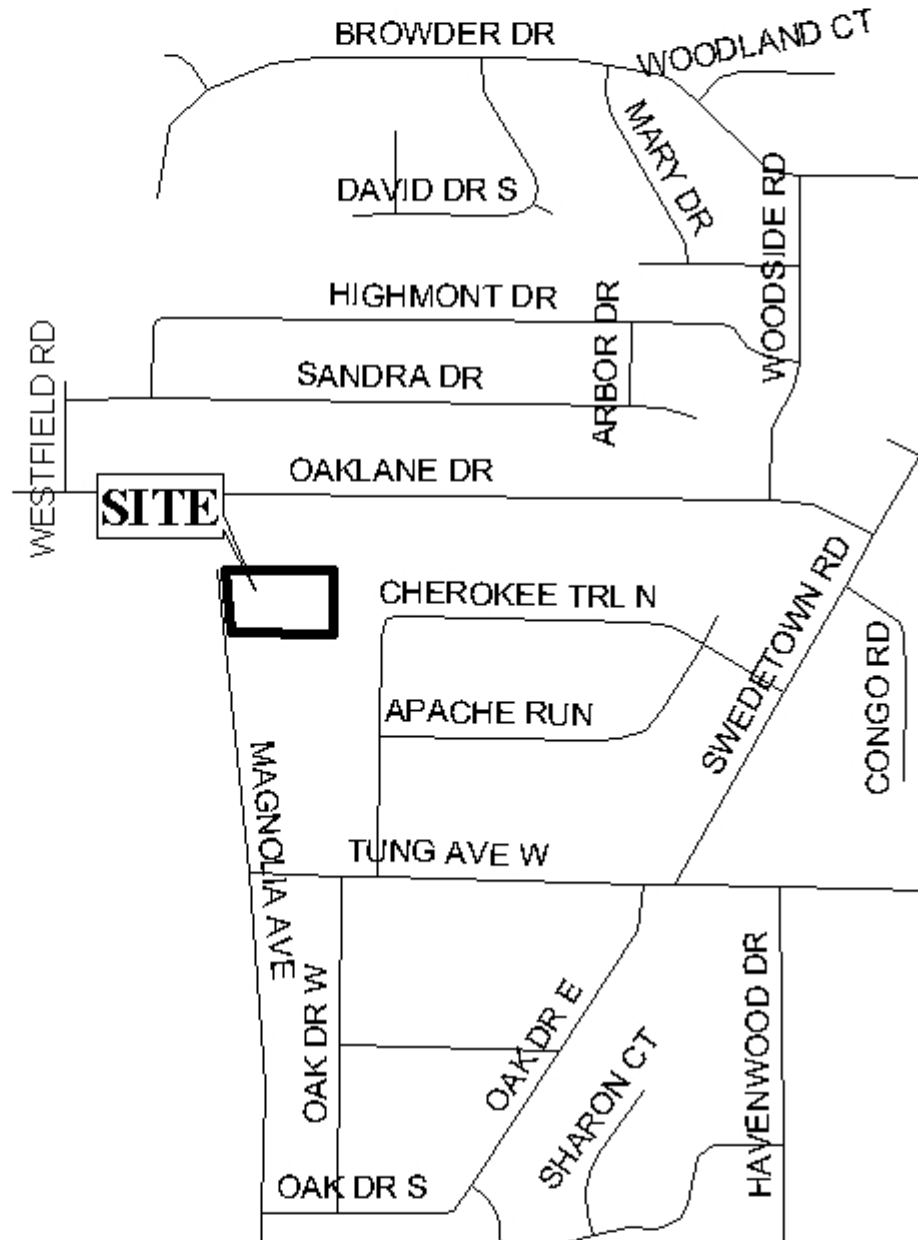 BROWDER DR
WOODLAND CT
MARY DR
DAVID DR S
WOODSIDE RD
HIGHMONT DR
ARBOR DR
WESTFIELD RD
SANDRA DR
OAKLANE DR
SITE
CHEROKEE TRL N
SWEDETOWN RD
CONGO RD
APACHE RUN
MAGNOLIA AVE
TUNG AVE W
OAK DR W
OAK DR E
SHARON CT
HAVENWOOD DR
OAK DR S